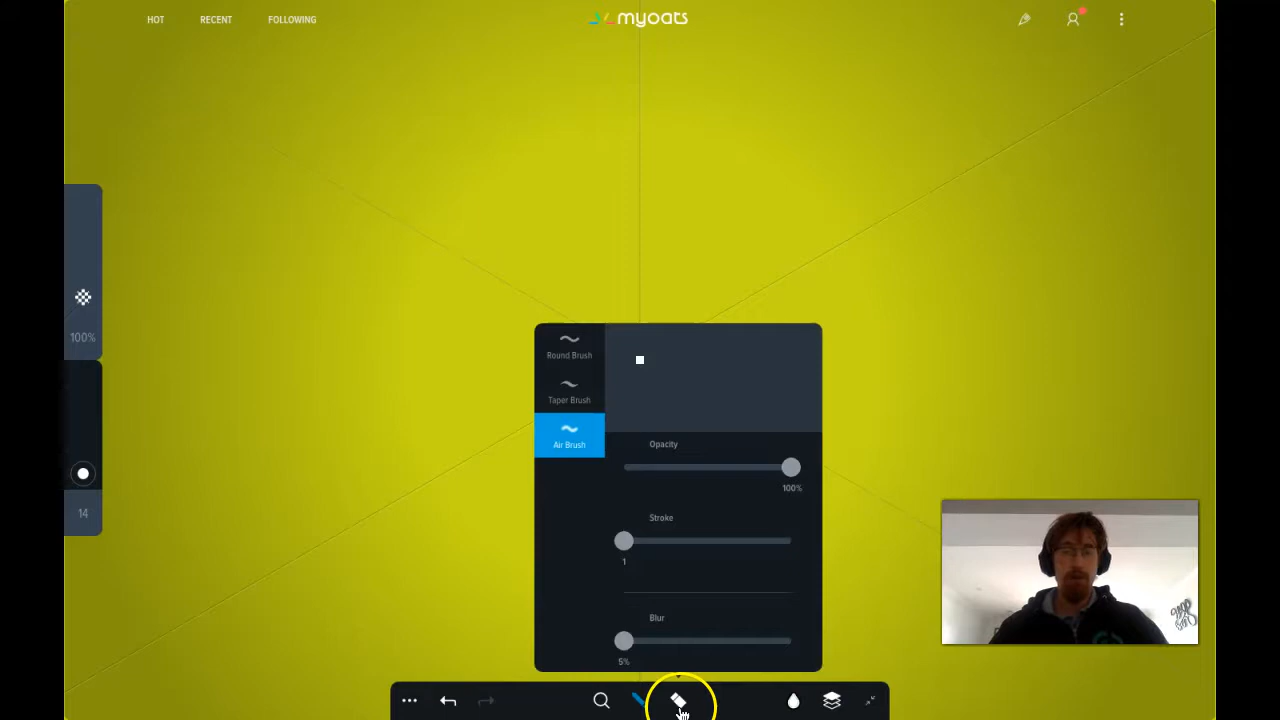 HOT
RECENT
FOLLOWING
myoats
100%
14
Round Brush
Taper Brush
Air Brush
Opacity
100%
Stroke
1
Blur
5%